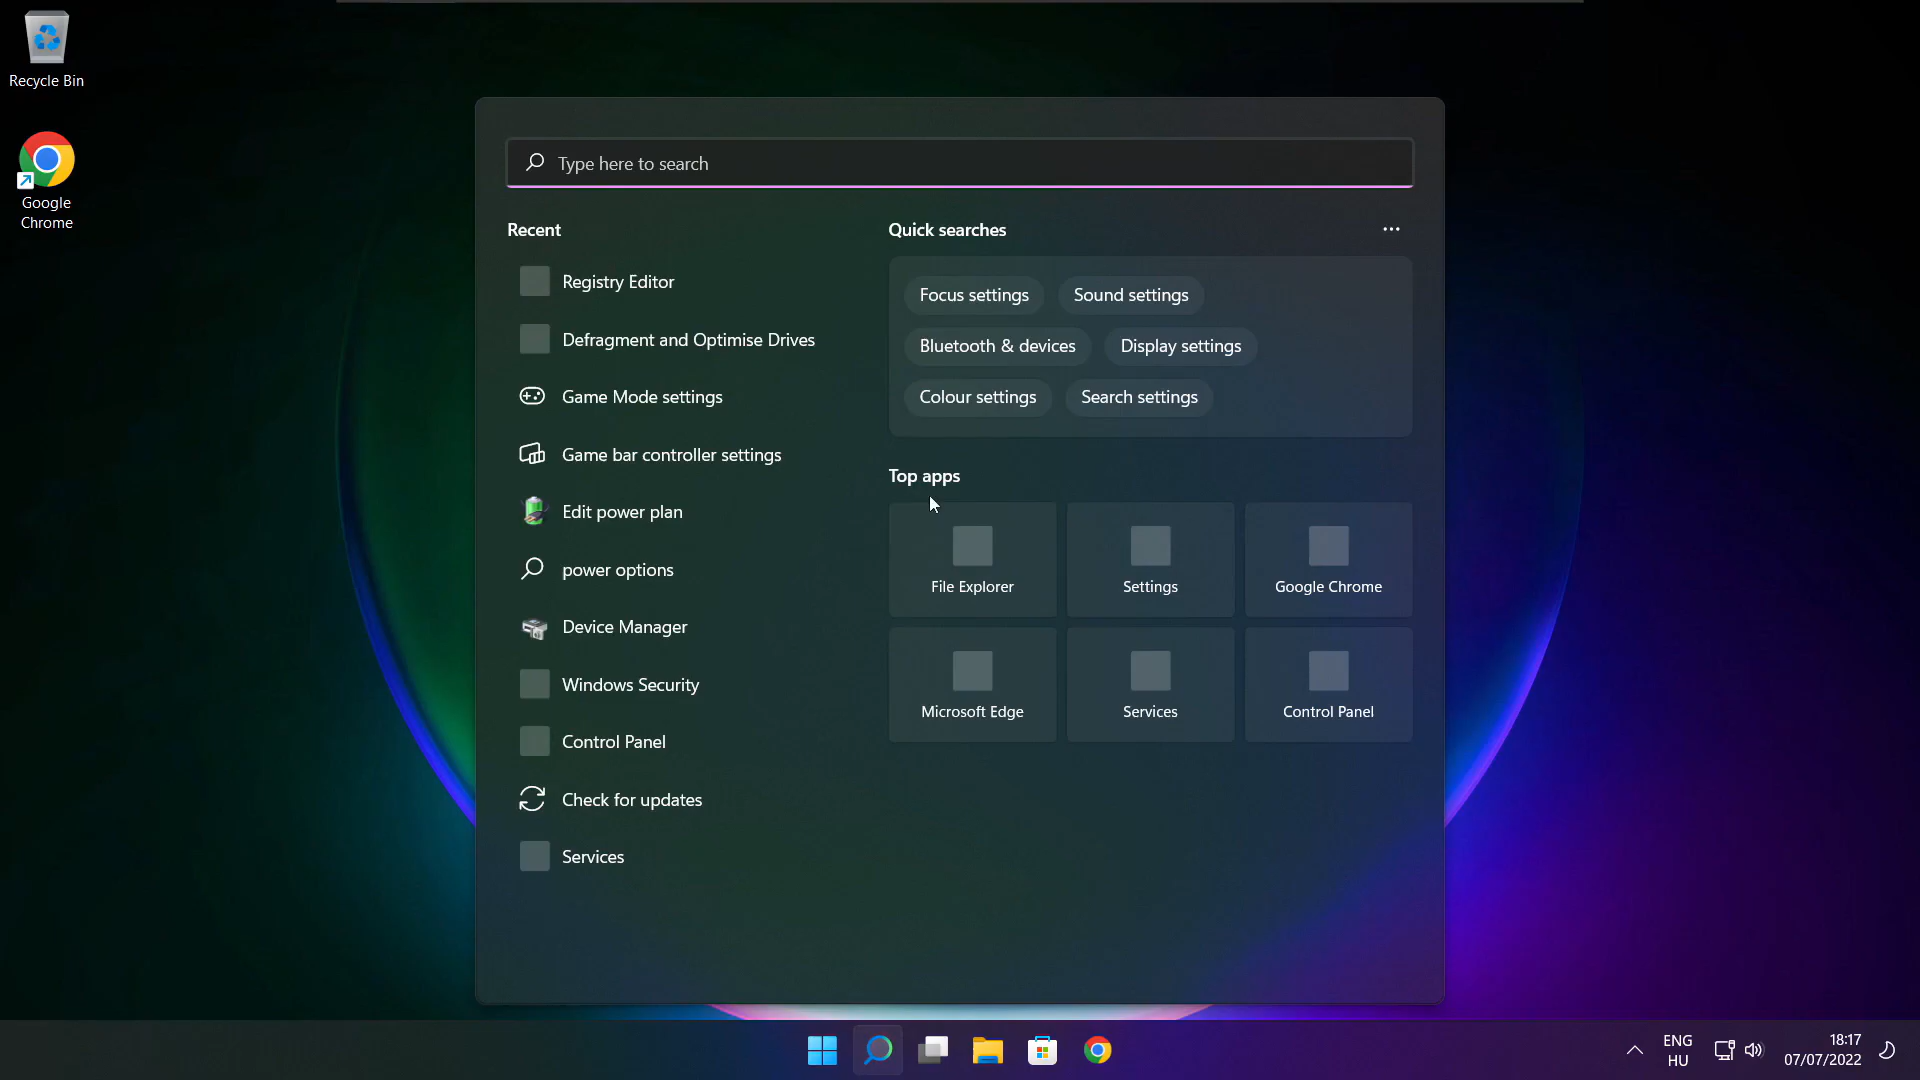 Recycle Bin
Google
Chrome
Type here to search
Recent
Registry Editor
Defragment and Optimise Drives
Game Mode settings
Game bar controller settings
Edit power plan
power options
Device Manager
Windows Security
Control Panel
Check for updates
Services
Quick searches
Focus settings
Sound settings
Bluetooth & devices
Display settings
Colour settings
Search settings
Top apps
File Explorer
Settings
Google Chrome
Microsoft Edge
Services
Control Panel
ENG
HU
18:17
07/07/2022